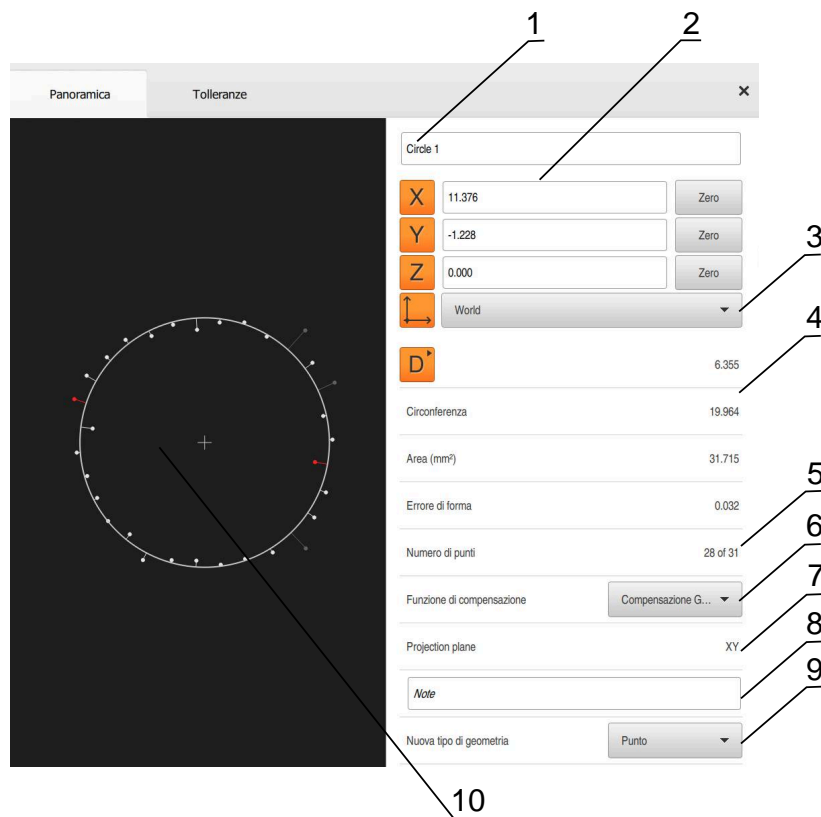 1 2
Panoramica Tolleranze ×
Circle 1
X 11.376 Zero
3
Y -1.228 Zero
Z 0.000 Zero
World
4
D 6.355
Circonferenza 19.964
Area (mm²) 31.715
5
Errore di forma 0.032
6
Numero di punti 28 of 31
7
Funzione di compensazione Compensazione G...
8
Projection plane XY
9
Note
Nuova tipo di geometria Punto
10